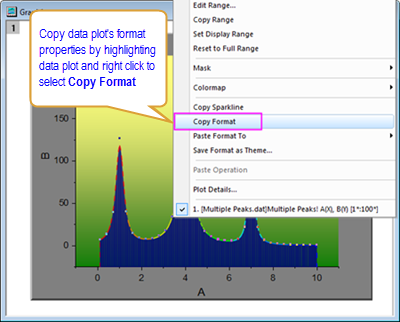 1
Copy data plot's format
properties by highlighting
data plot and right click to
select Copy Format
Edit Range...
Copy Range
Set Display Range
Reset to Full Range
Mask
Colormap
Copy Sparkline
Copy Format
Paste Format To
Save Format as Theme...
Paste Operation
Plot Details...
1. [Multiple Peaks.dat]Multiple Peaks! A(X), B(Y) [1*:100*]
150
100
50
0
B
0 2 4 6 8 10
A